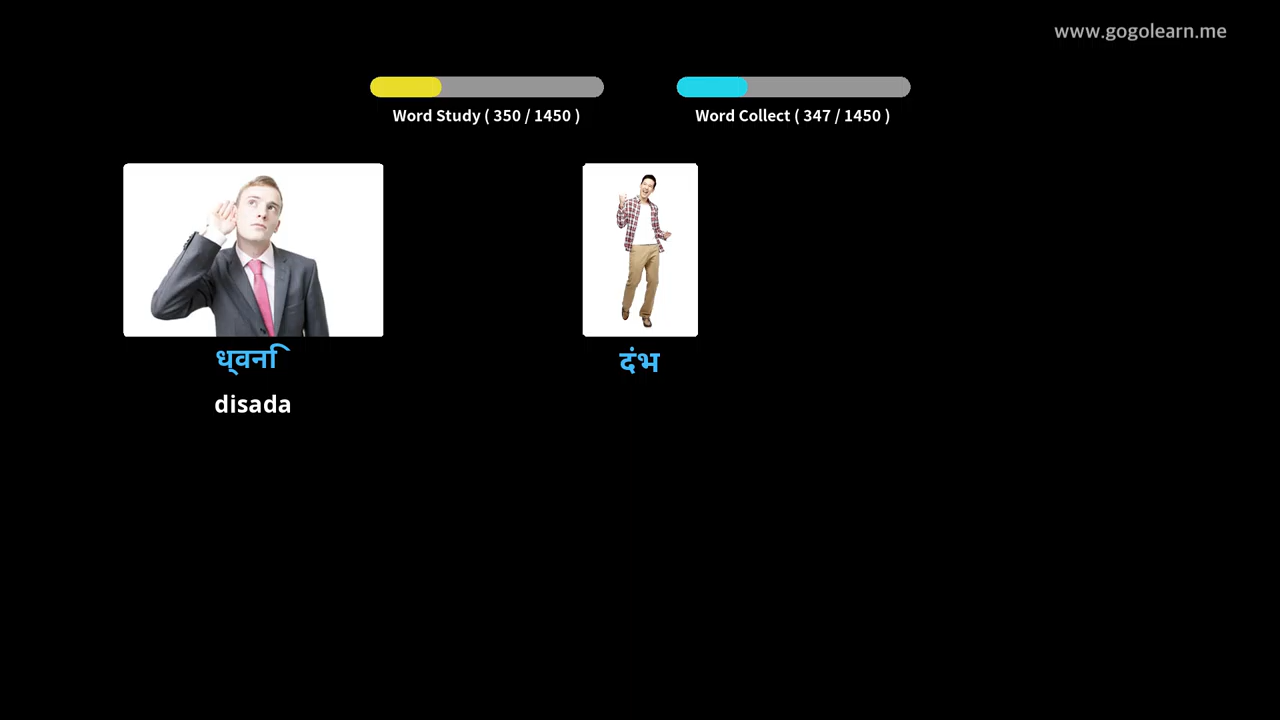 www.gogolearn.me
Word Study ( 350 / 1450 )
Word Collect ( 347 / 1450 )
ध्वनि
disada
दंभ